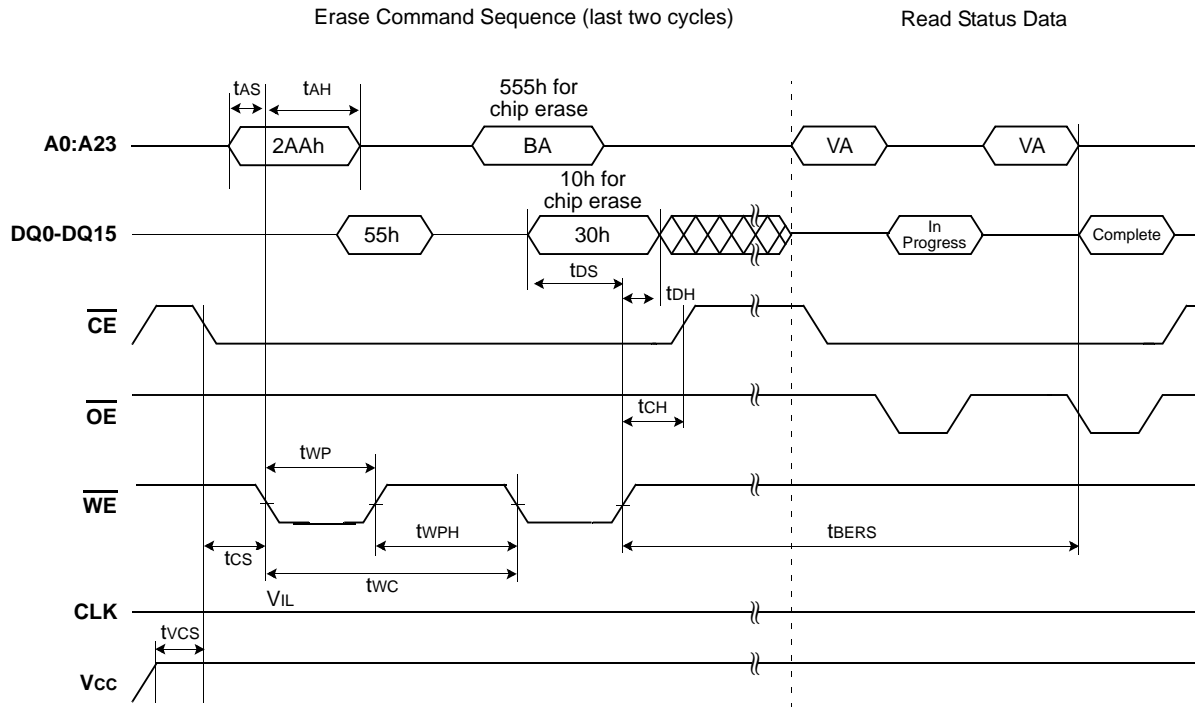 Erase Command Sequence (last two cycles)
Read Status Data
tAS
tAH
555h for
chip erase
A0:A23
2AAh
BA
VA
VA
10h for
chip erase
DQ0-DQ15
55h
30h
In
Progress
Complete
tDS
tDH
CE
OE
tCH
tWP
WE
tWPH
tBERS
tCS
tWC
VIL
CLK
tVCS
VCC